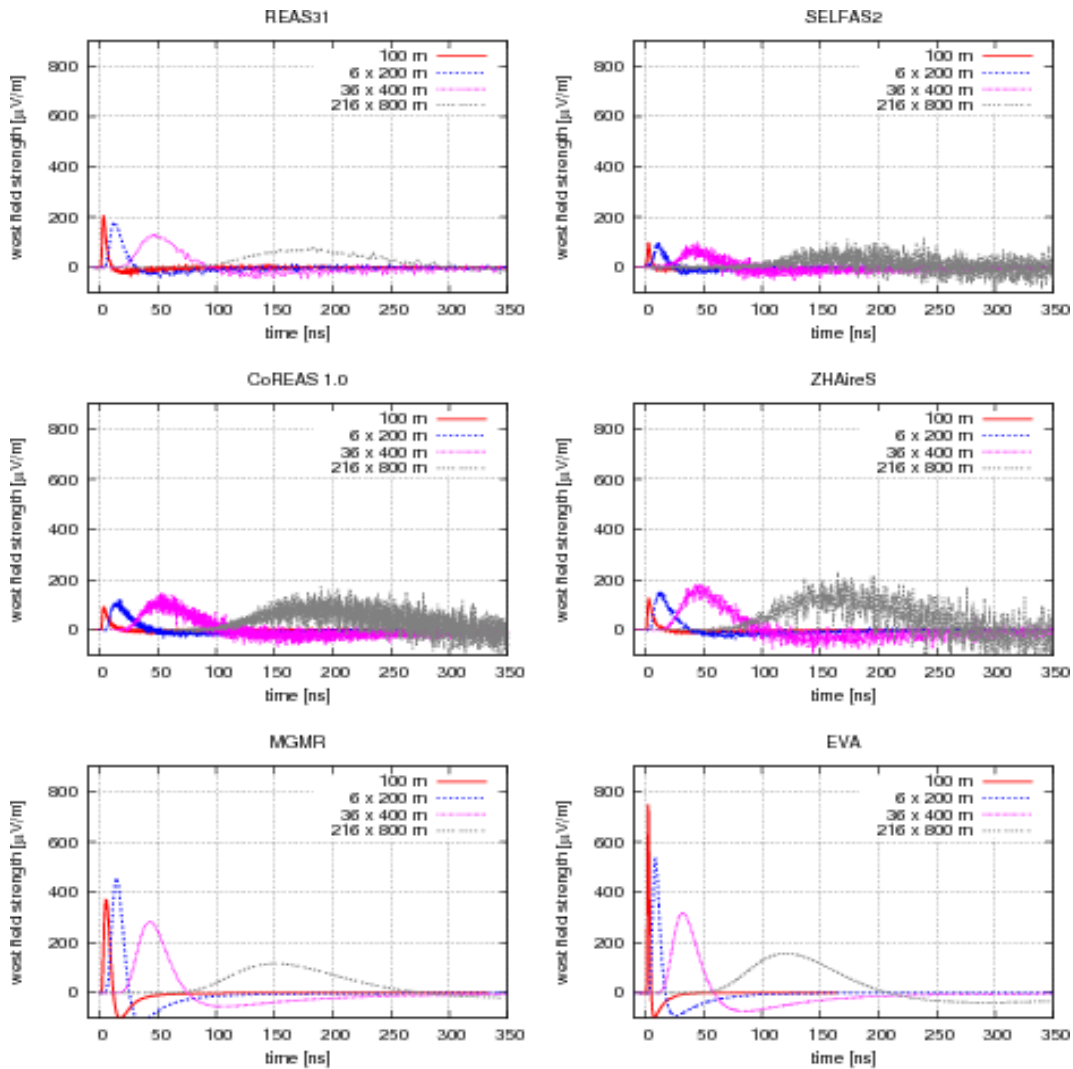 REAS31
west field strength [μV/m]
800
600
400
200
0
100 m
6 x 200 m
36 x 400 m
216 x 800 m
0 50 100 150 200 250 300 350
time [ns]
SELFAS2
west field strength [μV/m]
800
600
400
200
0
100 m
6 x 200 m
36 x 400 m
216 x 800 m
0 50 100 150 200 250 300 350
time [ns]
CoREAS 1.0
west field strength [μV/m]
800
600
400
200
0
100 m
6 x 200 m
36 x 400 m
216 x 800 m
0 50 100 150 200 250 300 350
time [ns]
ZHAireS
west field strength [μV/m]
800
600
400
200
0
100 m
6 x 200 m
36 x 400 m
216 x 800 m
0 50 100 150 200 250 300 350
time [ns]
MGMR
west field strength [μV/m]
800
600
400
200
0
100 m
6 x 200 m
36 x 400 m
216 x 800 m
0 50 100 150 200 250 300 350
time [ns]
EVA
west field strength [μV/m]
800
600
400
200
0
100 m
6 x 200 m
36 x 400 m
216 x 800 m
0 50 100 150 200 250 300 350
time [ns]